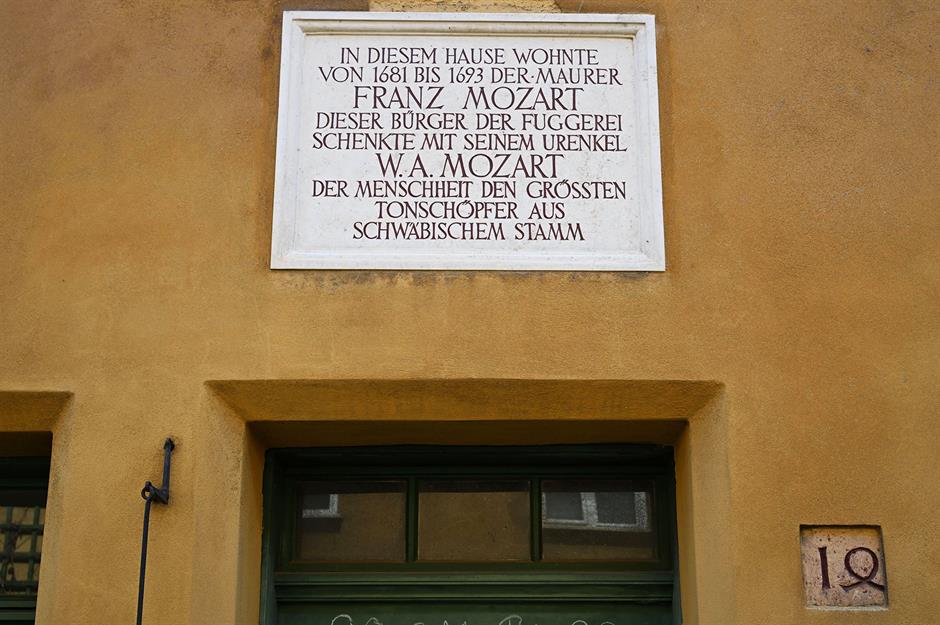 IN DIESEM HAUSE WOHNTE
VON 1681 BIS 1693 DER·MAURER
FRANZ MOZART
DIESER BÜRGER DER FUGGEREI
SCHENKTE MIT SEINEM URENKEL
W. A. MOZART
DER MENSCHHEIT DEN GRÖSSTEN
TONSCHÖPFER AUS
SCHWÄBISCHEM STAMM
14